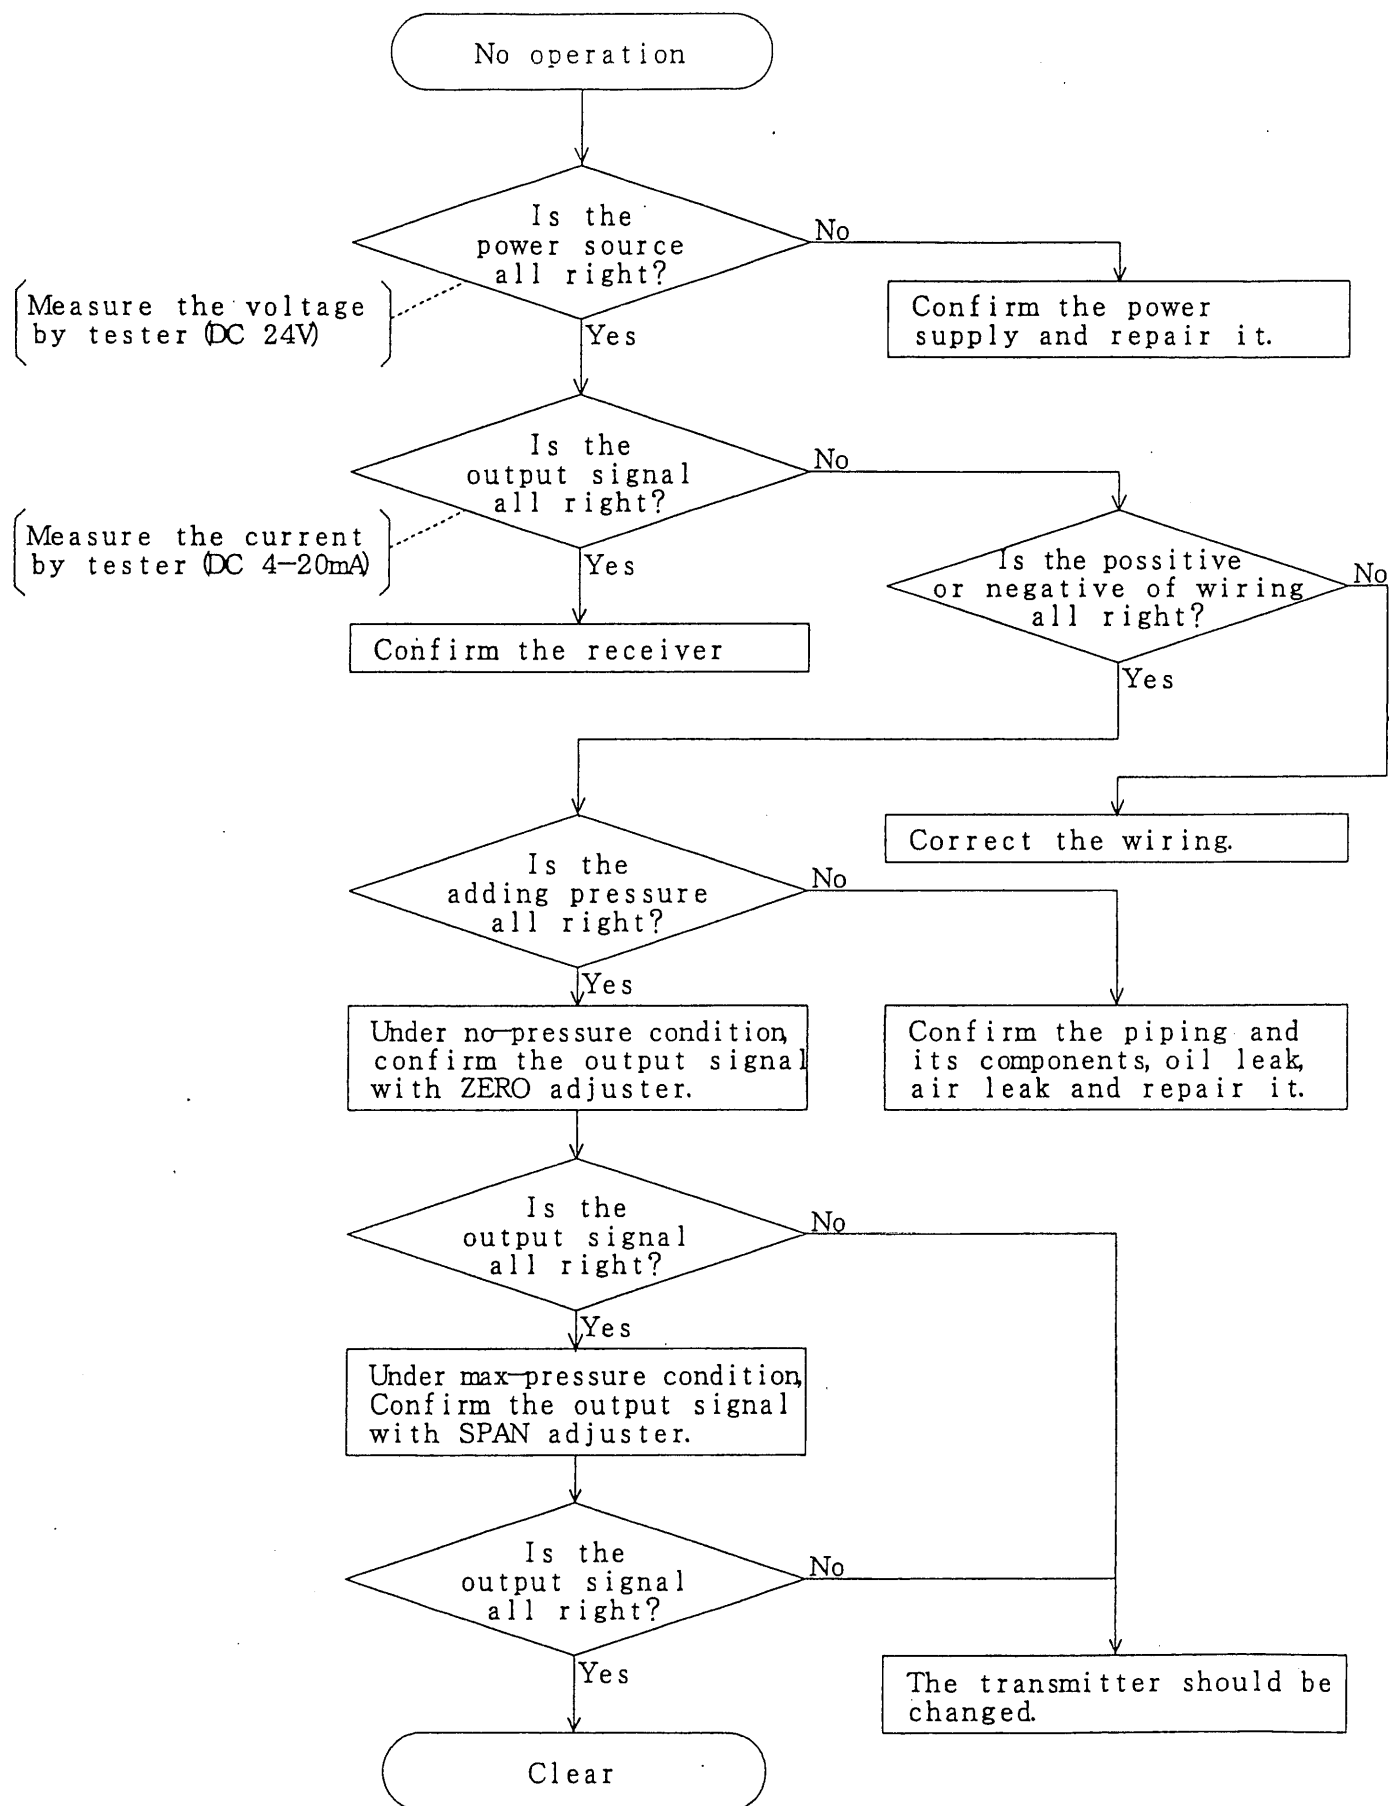 No operation
Is the
power source
all right?
No
Measure the voltage
by tester (DC 24V)
Confirm the power
supply and repair it.
Yes
Is the
output signal
all right?
No
Measure the current
by tester (DC 4-20mA)
Yes
Is the possitive
or negative of wiring
all right?
No
Confirm the receiver
Yes
Correct the wiring.
Is the
adding pressure
all right?
No
Yes
Under no-pressure condition,
confirm the output signal
with ZERO adjuster.
Confirm the piping and
its components, oil leak,
air leak and repair it.
Is the
output signal
all right?
No
Yes
Under max-pressure condition,
Confirm the output signal
with SPAN adjuster.
Is the
output signal
all right?
No
Yes
The transmitter should be
changed.
Clear